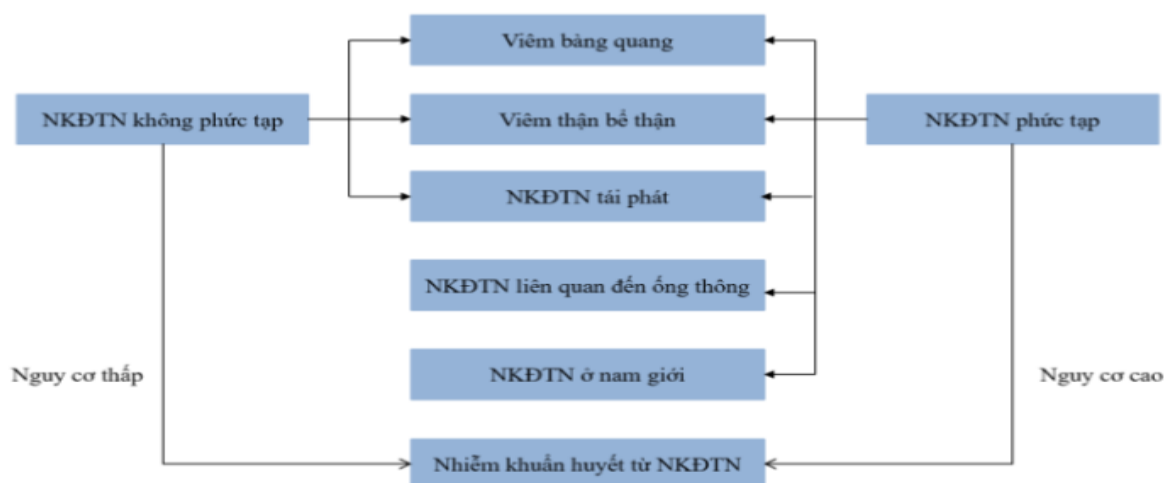 Viêm bàng quang
NKĐTN không phức tạp
Viêm thận bể thận
NKĐTN phức tạp
NKĐTN tái phát
NKĐTN liên quan đến ống thông
Nguy cơ thấp
NKĐTN ở nam giới
Nguy cơ cao
Nhiễm khuẩn huyết từ NKĐTN